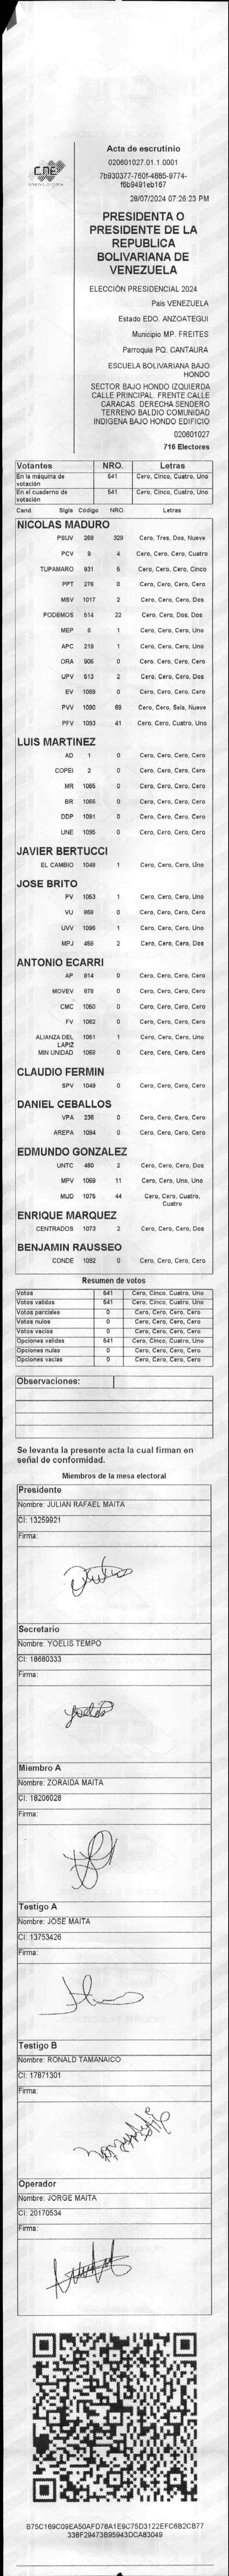 CNE
Acta de escrutinio
020601027.01.1.0001
7b930377-760f-4885-9774-
f6b9491eb167
28/07/2024 07:26:23 PM
PRESIDENTA O
PRESIDENTE DE LA
REPUBLICA
BOLIVARIANA DE
VENEZUELA
ELECCIÓN PRESIDENCIAL 2024
Pais VENEZUELA
Estado EDO. ANZOATEGUI
Municipio MP. FREITES
Parroquia PQ. CANTAURA
ESCUELA BOLIVARIANA BAJO
HONDO
SECTOR BAJO HONDO IZQUIERDA
CALLE PRINCIPAL. FRENTE CALLE
CARACAS. DERECHA SENDERO
TERRENO BALDIO COMUNIDAD
INDIGENA BAJO HONDO EDIFICIO
020601027
716 Electores
Votantes NRO. Letras
En la máquina de votación 541 Cero, Cinco, Cuatro, Uno
En el cuaderno de votación 541 Cero, Cinco, Cuatro, Uno
Cand. Sigla Código NRO. Letras
NICOLAS MADURO
PSUV 269 329 Cero, Tres, Dos, Nueve
PCV 9 4 Cero, Cero, Cero, Cuatro
TUPAMARO 931 5 Cero, Cero, Cero, Cinco
PPT 276 0 Cero, Cero, Cero, Cero
MSV 1017 2 Cero, Cero, Cero, Dos
PODEMOS 514 22 Cero, Cero, Dos, Dos
MEP 6 1 Cero, Cero, Cero, Uno
APC 219 1 Cero, Cero, Cero, Uno
ORA 906 0 Cero, Cero, Cero, Cero
UPV 513 2 Cero, Cero, Cero, Dos
EV 1089 0 Cero, Cero, Cero, Cero
PVV 1090 69 Cero, Cero, Seis, Nueve
PFV 1093 41 Cero, Cero, Cuatro, Uno
LUIS MARTINEZ
AD 1 0 Cero, Cero, Cero, Cero
COPEI 2 0 Cero, Cero, Cero, Cero
MR 1065 0 Cero, Cero, Cero, Cero
BR 1066 0 Cero, Cero, Cero, Cero
DDP 1091 0 Cero, Cero, Cero, Cero
UNE 1095 0 Cero, Cero, Cero, Cero
JAVIER BERTUCCI
EL CAMBIO 1048 1 Cero, Cero, Cero, Uno
JOSE BRITO
PV 1053 1 Cero, Cero, Cero, Uno
VU 868 0 Cero, Cero, Cero, Cero
UVV 1096 1 Cero, Cero, Cero, Uno
MPJ 458 2 Cero, Cero, Cero, Dos
ANTONIO ECARRI
AP 814 0 Cero, Cero, Cero, Cero
MOVEV 878 0 Cero, Cero, Cero, Cero
CMC 1050 0 Cero, Cero, Cero, Cero
FV 1062 0 Cero, Cero, Cero, Cero
ALIANZA DEL LAPIZ 1051 1 Cero, Cero, Cero, Uno
MIN UNIDAD 1068 0 Cero, Cero, Cero, Cero
CLAUDIO FERMIN
SPV 1049 0 Cero, Cero, Cero, Cero
DANIEL CEBALLOS
VPA 236 0 Cero, Cero, Cero, Cero
AREPA 1094 0 Cero, Cero, Cero, Cero
EDMUNDO GONZALEZ
UNTC 460 2 Cero, Cero, Cero, Dos
MPV 1069 11 Cero, Cero, Uno, Uno
MUD 1075 44 Cero, Cero, Cuatro,
Cuatro
ENRIQUE MARQUEZ
CENTRADOS 1073 2 Cero, Cero, Cero, Dos
BENJAMIN RAUSSEO
CONDE 1092 0 Cero, Cero, Cero, Cero
Resumen de votos
Votos 541 Cero, Cinco, Cuatro, Uno
Votos validos 541 Cero, Cinco, Cuatro, Uno
Votos parciales 0 Cero, Cero, Cero, Cero
Votos nulos 0 Cero, Cero, Cero, Cero
Votos vacios 0 Cero, Cero, Cero, Cero
Opciones validas 541 Cero, Cinco, Cuatro, Uno
Opciones nulas 0 Cero, Cero, Cero, Cero
Opciones vacias 0 Cero, Cero, Cero, Cero
Observaciones:
Se levanta la presente acta la cual firman en
señal de conformidad.
Miembros de la mesa electoral
Presidente
Nombre: JULIAN RAFAEL MAITA
CI: 13259921
Firma:
Secretario
Nombre: YOELIS TEMPO
CI: 18680333
Firma:
Miembro A
Nombre: ZORAIDA MAITA
CI: 18206028
Firma:
Testigo A
Nombre: JOSE MAITA
CI: 13753426
Firma:
Testigo B
Nombre: RONALD TAMANAICO
CI: 17871301
Firma:
Operador
Nombre: JORGE MAITA
CI: 20170534
Firma:
B75C169C09EA50AFD78A1E9C75D3122EFC6B2CB77
338F29473B95943DCA83049